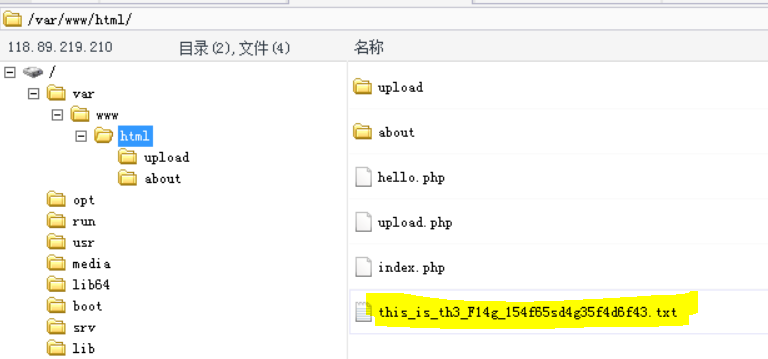 /var/www/html/
118.89.219.210 目录(2),文件(4) 名称
/
var
www
html
upload
about
opt
run
usr
media
lib64
boot
srv
lib
upload
about
hello.php
upload.php
index.php
this_is_th3_F14g_154f65sd4g35f4d6f43.txt